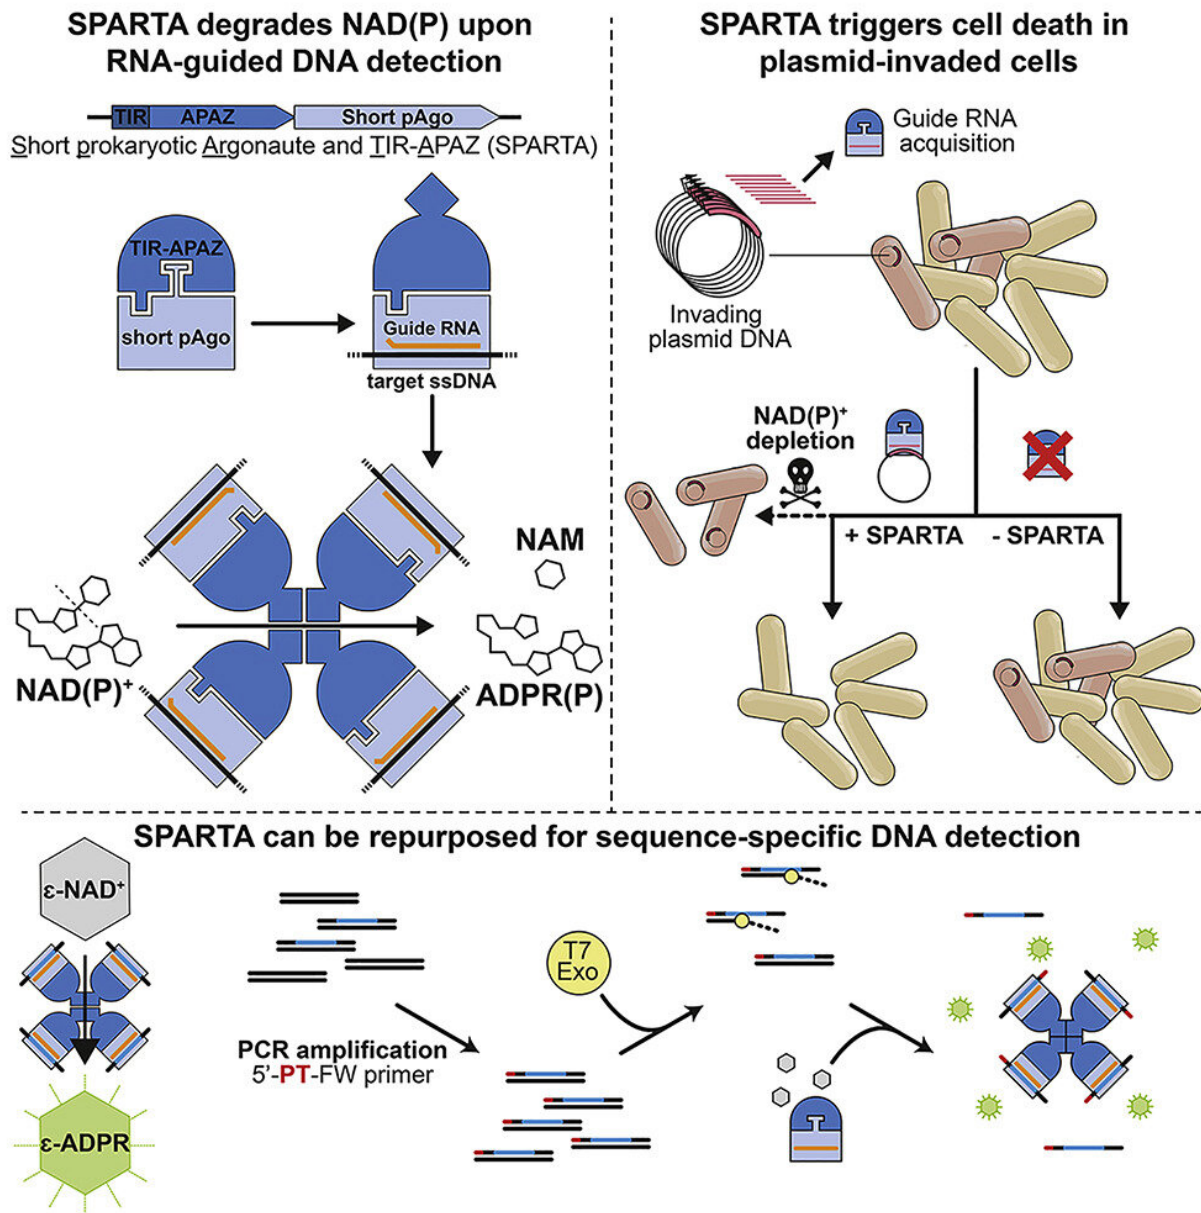 SPARTA degrades NAD(P) upon
RNA-guided DNA detection
TIR APAZ Short pAgo
Short prokaryotic Argonaute and TIR-APAZ (SPARTA)
TIR-APAZ
short pAgo
Guide RNA
target ssDNA
NAM
NAD(P)+
ADPR(P)
SPARTA triggers cell death in
plasmid-invaded cells
Guide RNA
acquisition
Invading
plasmid DNA
NAD(P)+
depletion
+ SPARTA - SPARTA
SPARTA can be repurposed for sequence-specific DNA detection
ε-NAD+
ε-ADPR
PCR amplification
5'-PT-FW primer
T7
Exo